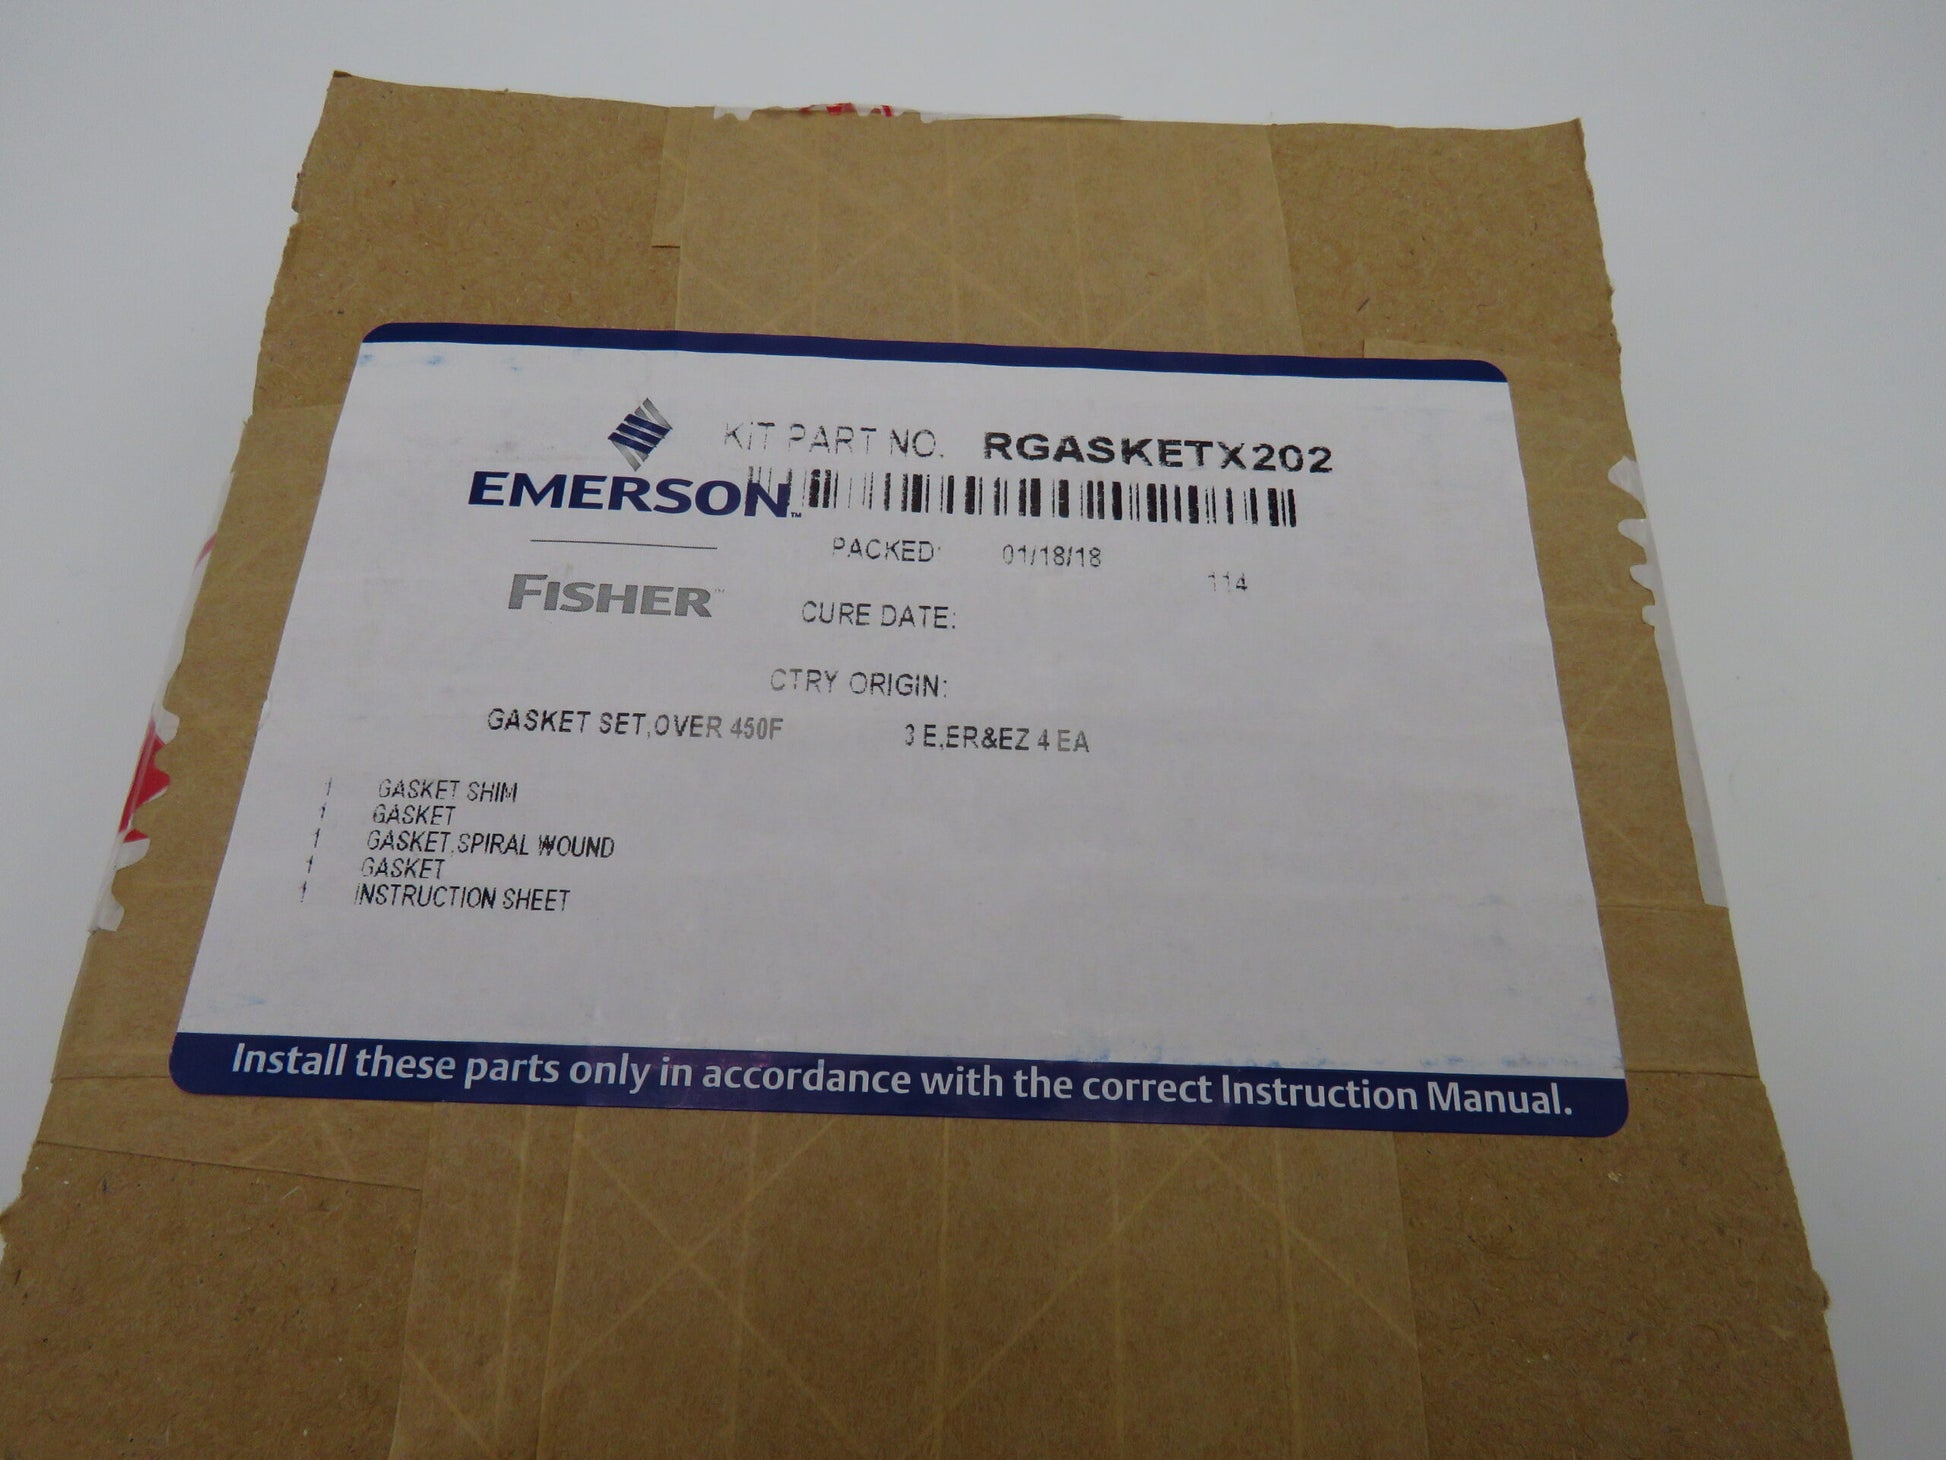 KIT PART NO. RGASKETX202
EMERSON™
PACKED: 01/18/18
114
FISHER™
CURE DATE:
CTRY ORIGIN:
GASKET SET,OVER 450F 3 E,ER&EZ 4 EA
1 GASKET SHIM
1 GASKET
1 GASKET,SPIRAL WOUND
1 GASKET
1 INSTRUCTION SHEET
Install these parts only in accordance with the correct Instruction Manual.